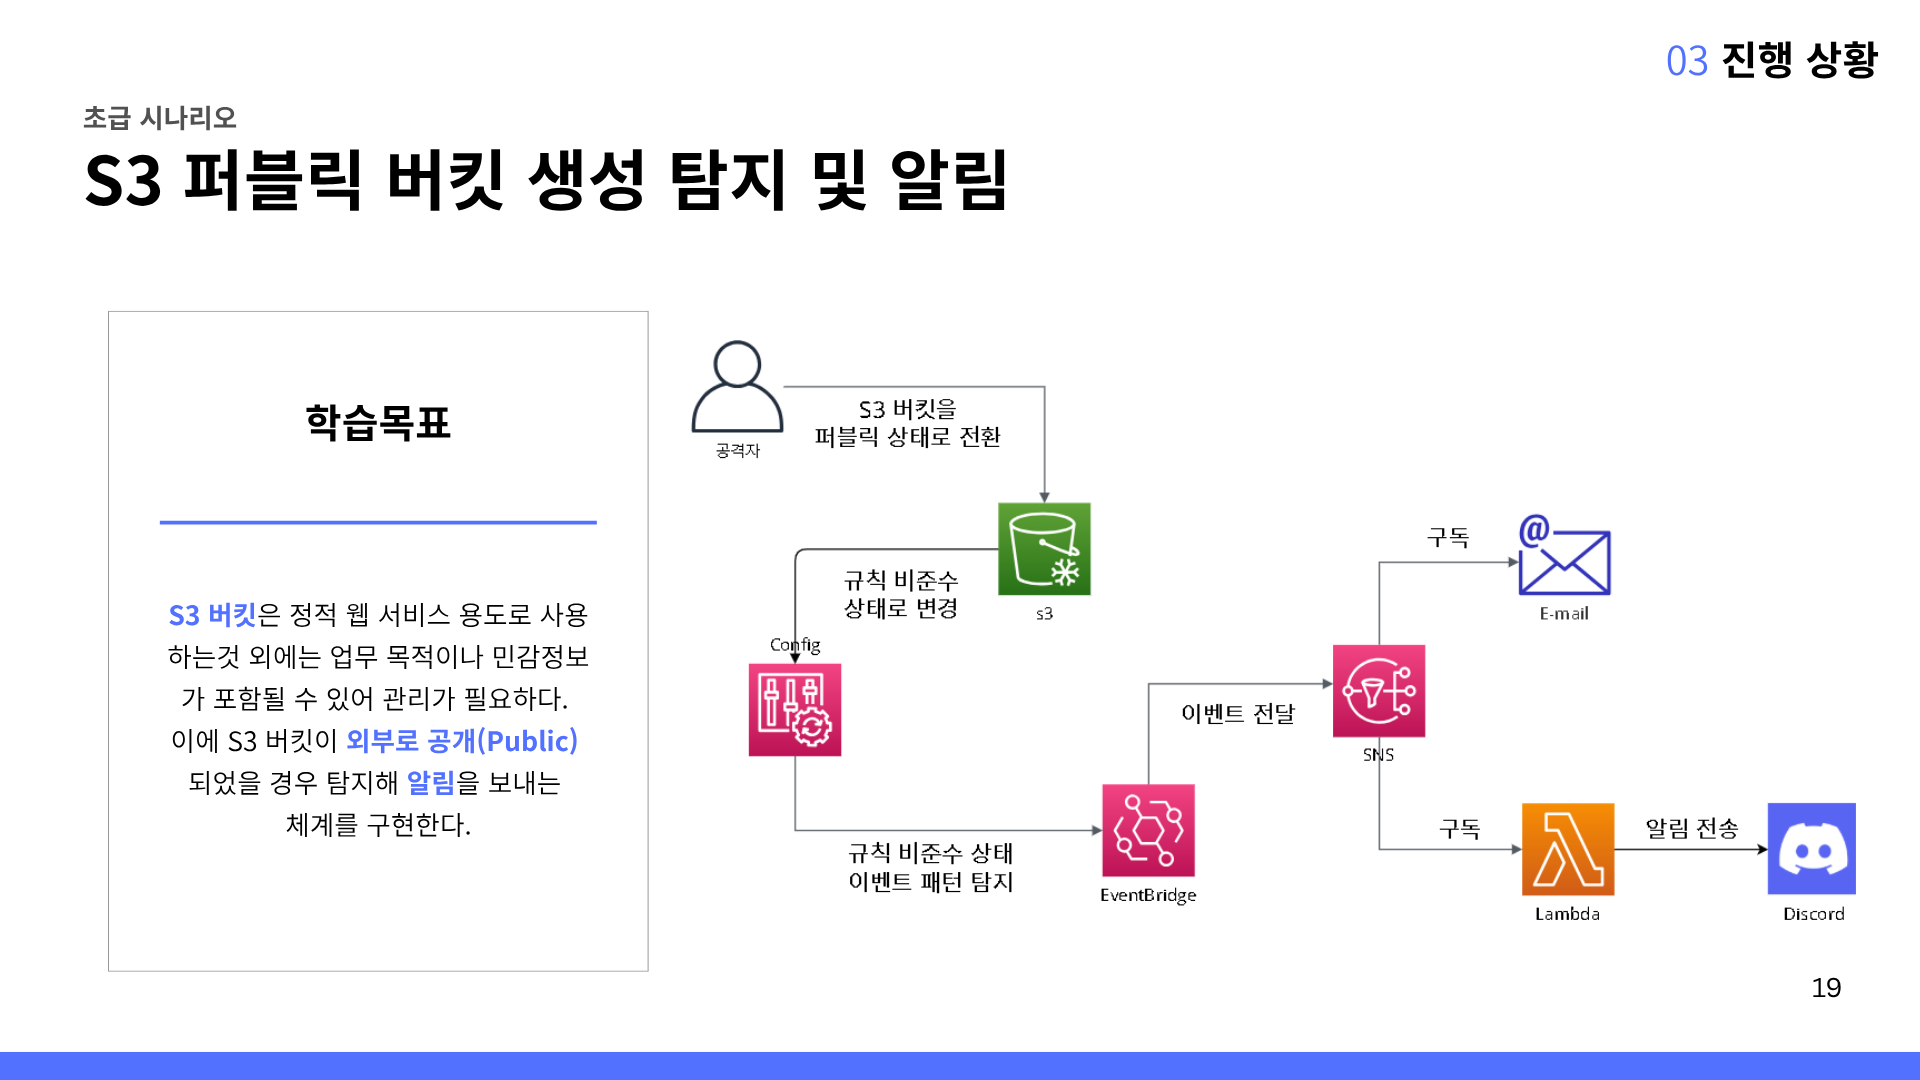 03 진행 상황
초급 시나리오
S3 퍼블릭 버킷 생성 탐지 및 알림
학습목표
S3 버킷은 정적 웹 서비스 용도로 사용
하는것 외에는 업무 목적이나 민감정보
가 포함될 수 있어 관리가 필요하다.
이에 S3 버킷이 외부로 공개(Public)
되었을 경우 탐지해 알림을 보내는
체계를 구현한다.
공격자
S3 버킷을
퍼블릭 상태로 전환
s3
규칙 비준수
상태로 변경
Config
규칙 비준수 상태
이벤트 패턴 탐지
EventBridge
이벤트 전달
SNS
구독
@
E-mail
구독
Lambda
알림 전송
Discord
19